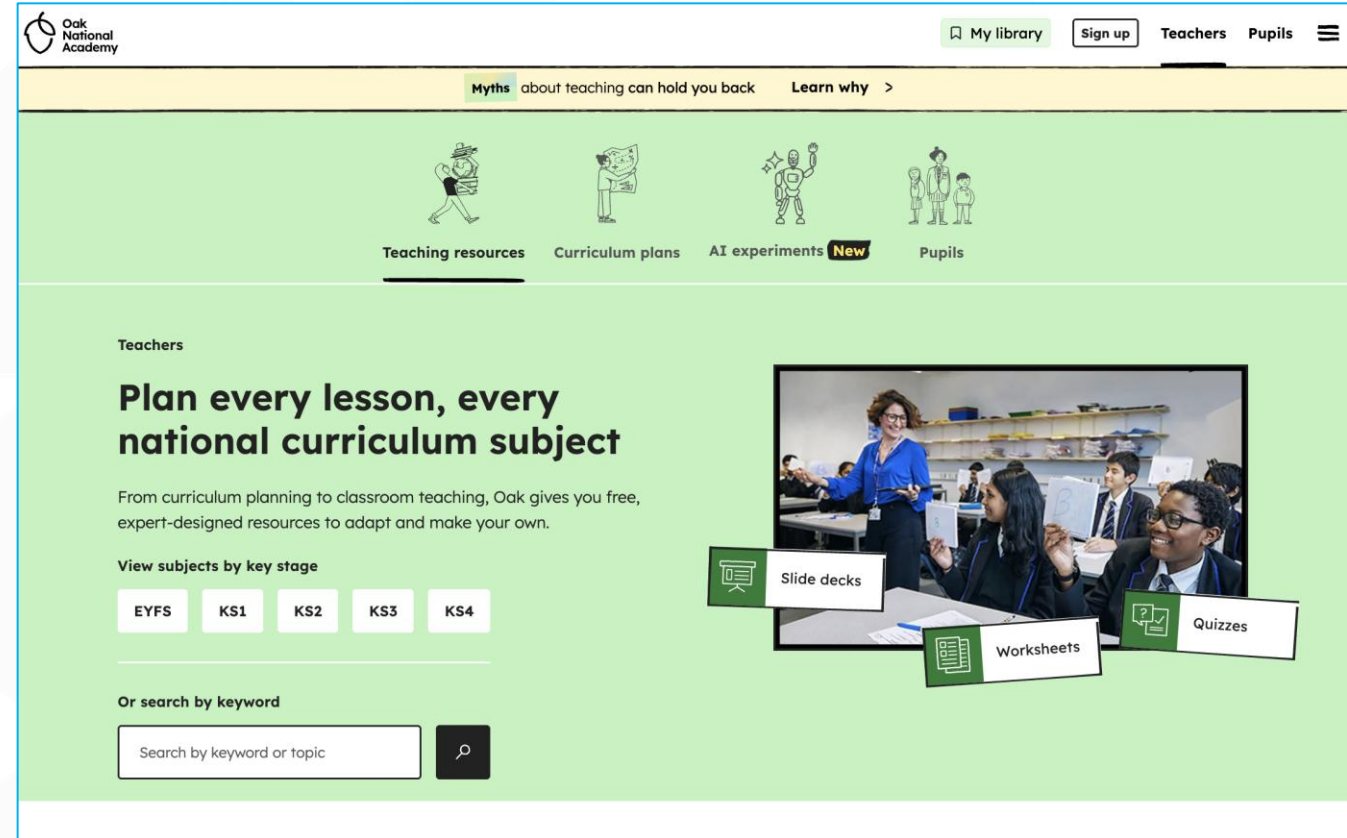 Oak
National
Academy
My library
Sign up
Teachers
Pupils
Myths about teaching can hold you back
Learn why >
Teaching resources
Curriculum plans
AI experiments New
Pupils
Teachers
Plan every lesson, every
national curriculum subject
From curriculum planning to classroom teaching, Oak gives you free,
expert-designed resources to adapt and make your own.
View subjects by key stage
EYFS
KS1
KS2
KS3
KS4
Or search by keyword
Search by keyword or topic
Slide decks
Worksheets
Quizzes